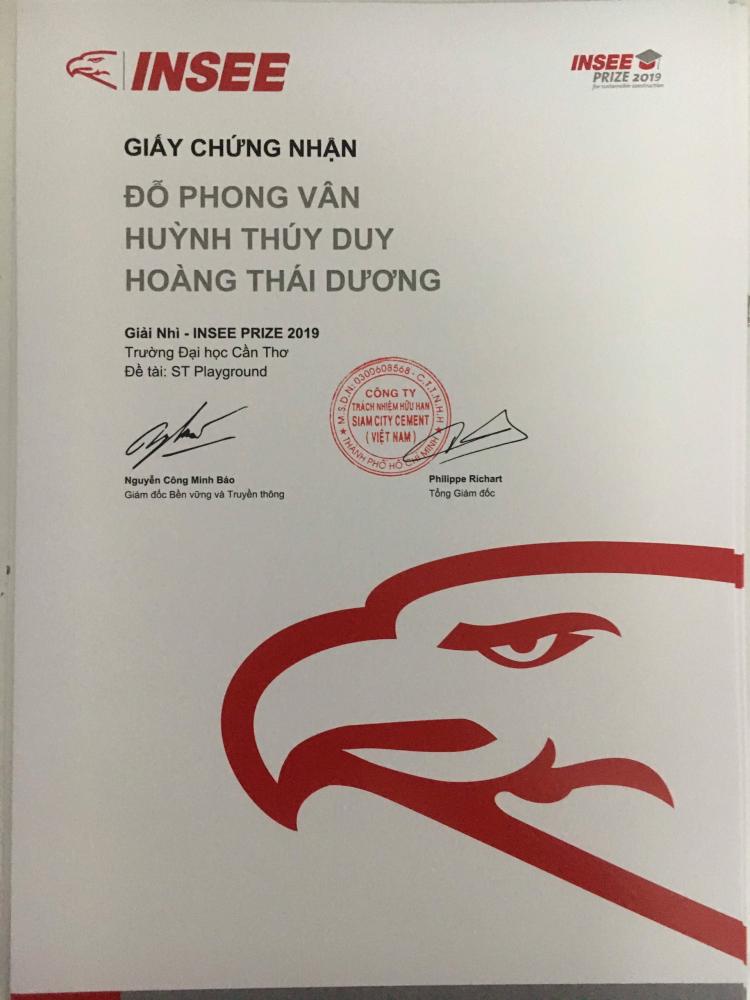 INSEE
INSEE
PRIZE 2019
for sustainable construction
GIẤY CHỨNG NHẬN
ĐỖ PHONG VÂN
HUỲNH THÚY DUY
HOÀNG THÁI DƯƠNG
Giải Nhì - INSEE PRIZE 2019
Trường Đại học Cần Thơ
Đề tài: ST Playground
M.S.D.N: 0300608568 - C.T.T.N.H.H
CÔNG TY
TRÁCH NHIỆM HỮU HẠN
SIAM CITY CEMENT
(VIỆT NAM)
THÀNH PHỐ HỒ CHÍ MINH
Nguyễn Công Minh Bảo
Giám đốc Bền vững và Truyền thông
Philippe Richart
Tổng Giám đốc